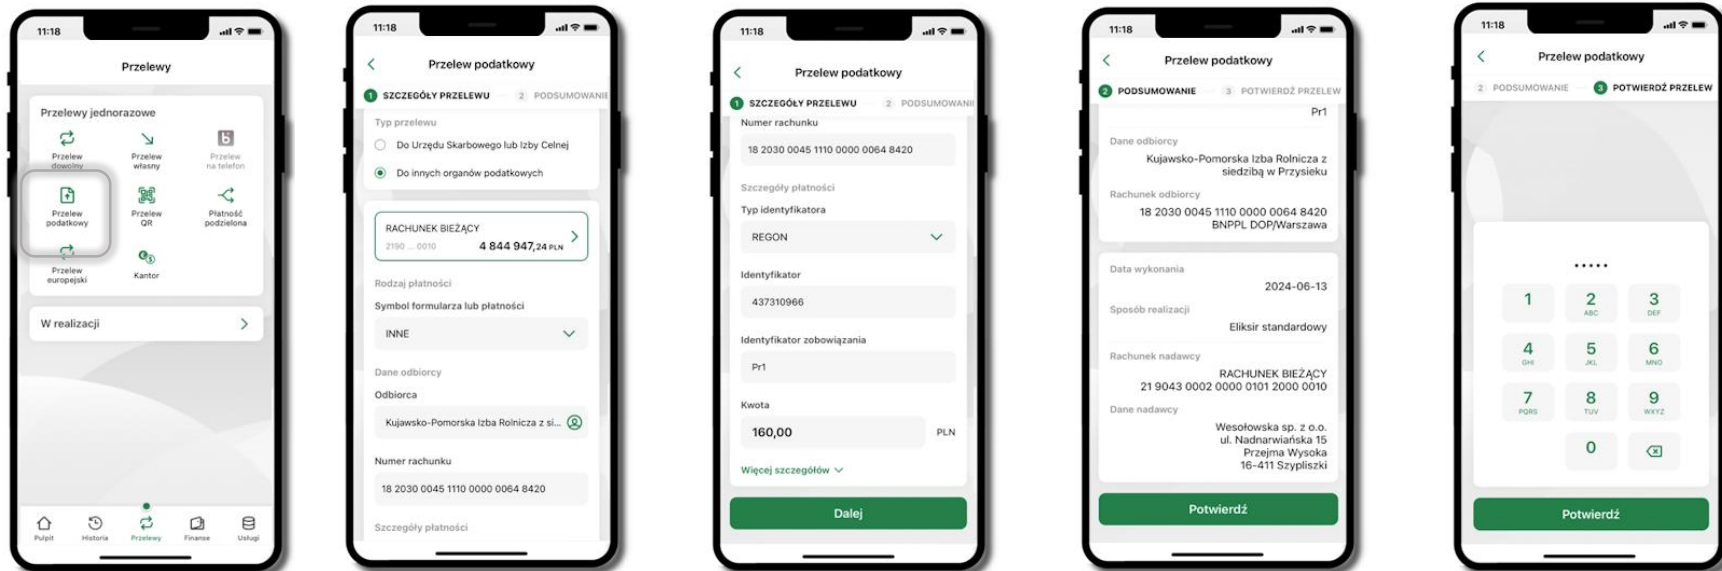 11:18
Przelewy
Przelewy jednorazowe
Przelew
dowolny
Przelew
własny
Przelew
na telefon
Przelew
podatkowy
Przelew
QR
Płatność
podzielona
Przelew
europejski
Kantor
W realizacji
Pulpit
Historia
Przelewy
Finanse
Usługi
11:18
Przelew podatkowy
1 SZCZEGÓŁY PRZELEWU
2 PODSUMOWANIE
Typ przelewu
Do Urzędu Skarbowego lub Izby Celnej
Do innych organów podatkowych
RACHUNEK BIEŻĄCY
2190 ... 0010 4 844 947,24 PLN
Rodzaj płatności
Symbol formularza lub płatności
INNE
Dane odbiorcy
Odbiorca
Kujawsko-Pomorska Izba Rolnicza z si...
Numer rachunku
18 2030 0045 1110 0000 0064 8420
Szczegóły płatności
11:18
Przelew podatkowy
1 SZCZEGÓŁY PRZELEWU
2 PODSUMOWANI
Numer rachunku
18 2030 0045 1110 0000 0064 8420
Szczegóły płatności
Typ identyfikatora
REGON
Identyfikator
437310966
Identyfikator zobowiązania
Pr1
Kwota
160,00 PLN
Więcej szczegółów
Dalej
11:18
Przelew podatkowy
2 PODSUMOWANIE
3 POTWIERDŹ PRZELEW
Pr1
Dane odbiorcy
Kujawsko-Pomorska Izba Rolnicza z
siedzibą w Przysieku
Rachunek odbiorcy
18 2030 0045 1110 0000 0064 8420
BNPPL DOP/Warszawa
Data wykonania
2024-06-13
Sposób realizacji
Eliksir standardowy
Rachunek nadawcy
RACHUNEK BIEŻĄCY
21 9043 0002 0000 0101 2000 0010
Dane nadawcy
Wesołowska sp. z o.o.
ul. Nadnarwiańska 15
Przejma Wysoka
16-411 Szypliszki
Potwierdź
11:18
Przelew podatkowy
2 PODSUMOWANIE
3 POTWIERDŹ PRZELEW
.....
1
2
ABC
3
DEF
4
GHI
5
JKL
6
MNO
7
PQRS
8
TUV
9
WXYZ
0
Potwierdź